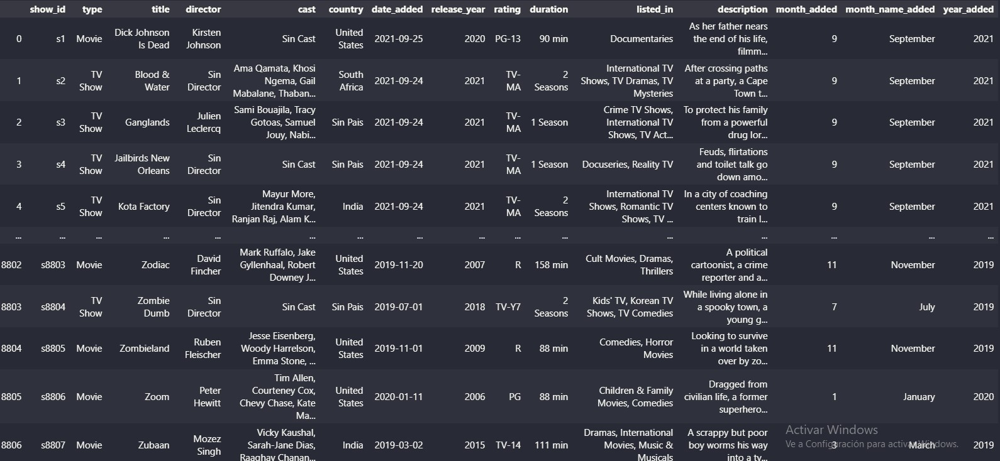 show_id type title director cast country date_added release_year rating duration listed_in description month_added month_name_added year_added
0 s1 Movie Dick Johnson Is Dead Kirsten Johnson Sin Cast United States 2021-09-25 2020 PG-13 90 min Documentaries As her father nears the end of his life, filmm... 9 September 2021
1 s2 TV Show Blood & Water Sin Director Ama Qamata, Khosi Ngema, Gail Mabalane, Thaban... South Africa 2021-09-24 2021 TV-MA 2 Seasons International TV Shows, TV Dramas, TV Mysteries After crossing paths at a party, a Cape Town t... 9 September 2021
2 s3 TV Show Ganglands Julien Leclercq Sami Bouajila, Tracy Gotoas, Samuel Jouy, Nabi... Sin Pais 2021-09-24 2021 TV-MA 1 Season Crime TV Shows, International TV Shows, TV Act... To protect his family from a powerful drug lor... 9 September 2021
3 s4 TV Show Jailbirds New Orleans Sin Director Sin Cast Sin Pais 2021-09-24 2021 TV-MA 1 Season Docuseries, Reality TV Feuds, flirtations and toilet talk go down amo... 9 September 2021
4 s5 TV Show Kota Factory Sin Director Mayur More, Jitendra Kumar, Ranjan Raj, Alam K... India 2021-09-24 2021 TV-MA 2 Seasons International TV Shows, Romantic TV Shows, TV ... In a city of coaching centers known to train l... 9 September 2021
... ... ... ... ... ... ... ... ... ... ... ... ... ... ... ...
8802 s8803 Movie Zodiac David Fincher Mark Ruffalo, Jake Gyllenhaal, Robert Downey J... United States 2019-11-20 2007 R 158 min Cult Movies, Dramas, Thrillers A political cartoonist, a crime reporter and a... 11 November 2019
8803 s8804 TV Show Zombie Dumb Sin Director Sin Cast Sin Pais 2019-07-01 2018 TV-Y7 2 Seasons Kids' TV, Korean TV Shows, TV Comedies While living alone in a spooky town, a young g... 7 July 2019
8804 s8805 Movie Zombieland Ruben Fleischer Jesse Eisenberg, Woody Harrelson, Emma Stone, ... United States 2019-11-01 2009 R 88 min Comedies, Horror Movies Looking to survive in a world taken over by zo... 11 November 2019
8805 s8806 Movie Zoom Peter Hewitt Tim Allen, Courteney Cox, Chevy Chase, Kate Ma... United States 2020-01-11 2006 PG 88 min Children & Family Movies, Comedies Dragged from civilian life, a former superhero... 1 January 2020
8806 s8807 Movie Zubaan Mozez Singh Vicky Kaushal, Sarah-Jane Dias, Raaghav Chanan... India 2019-03-02 2015 TV-14 111 min Dramas, International Movies, Music & Musicals A scrappy but poor boy worms his way into a ty... 3 March 2019
Activar Windows
Ve a Configuración para activar Windows.